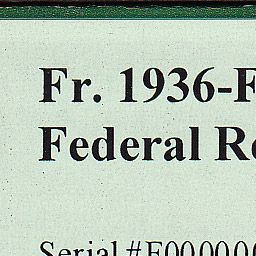 Fr. 1936-F
Federal Re
Serial #F000000